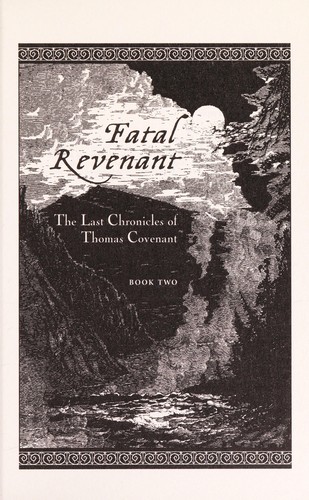 Fatal
Revenant
The Last Chronicles of
Thomas Covenant
BOOK TWO